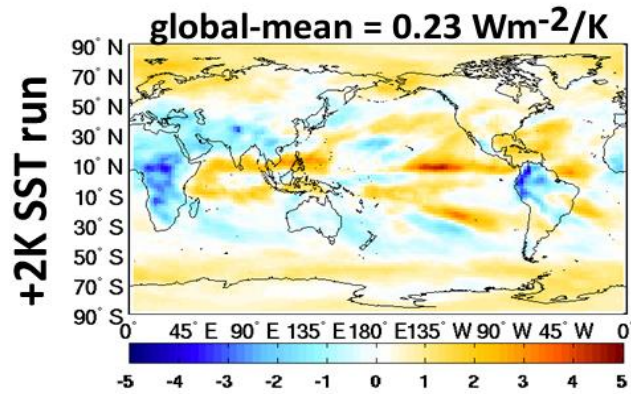 global-mean = 0.23 Wm-2/K
+2K SST run
90° N
70° N
50° N
30° N
10° N
10° S
30° S
50° S
70° S
90° S
0° 45° E 90° E 135° E 180° E 135° W 90° W 45° W 0°
-5 -4 -3 -2 -1 0 1 2 3 4 5